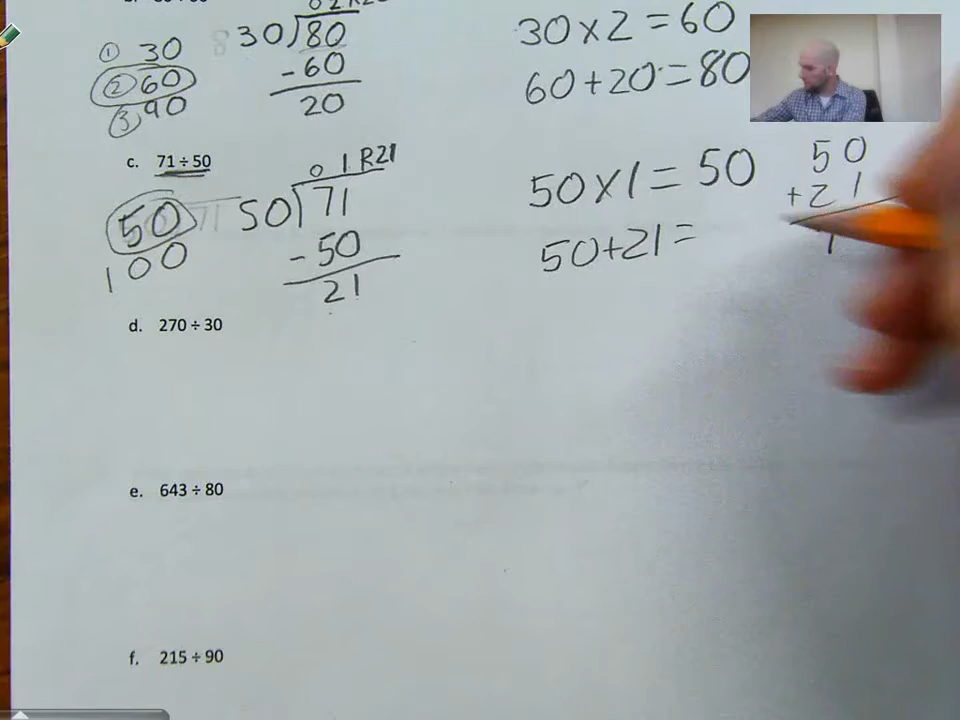 02R20
① 30 30)80 30×2=60
② 60 -60 60+20=80
③ 90 20
c. 71÷50 01R21 50
50 50)71 50×1=50 +21
100 -50 50+21= 1
21
d. 270÷30
e. 643÷80
f. 215÷90